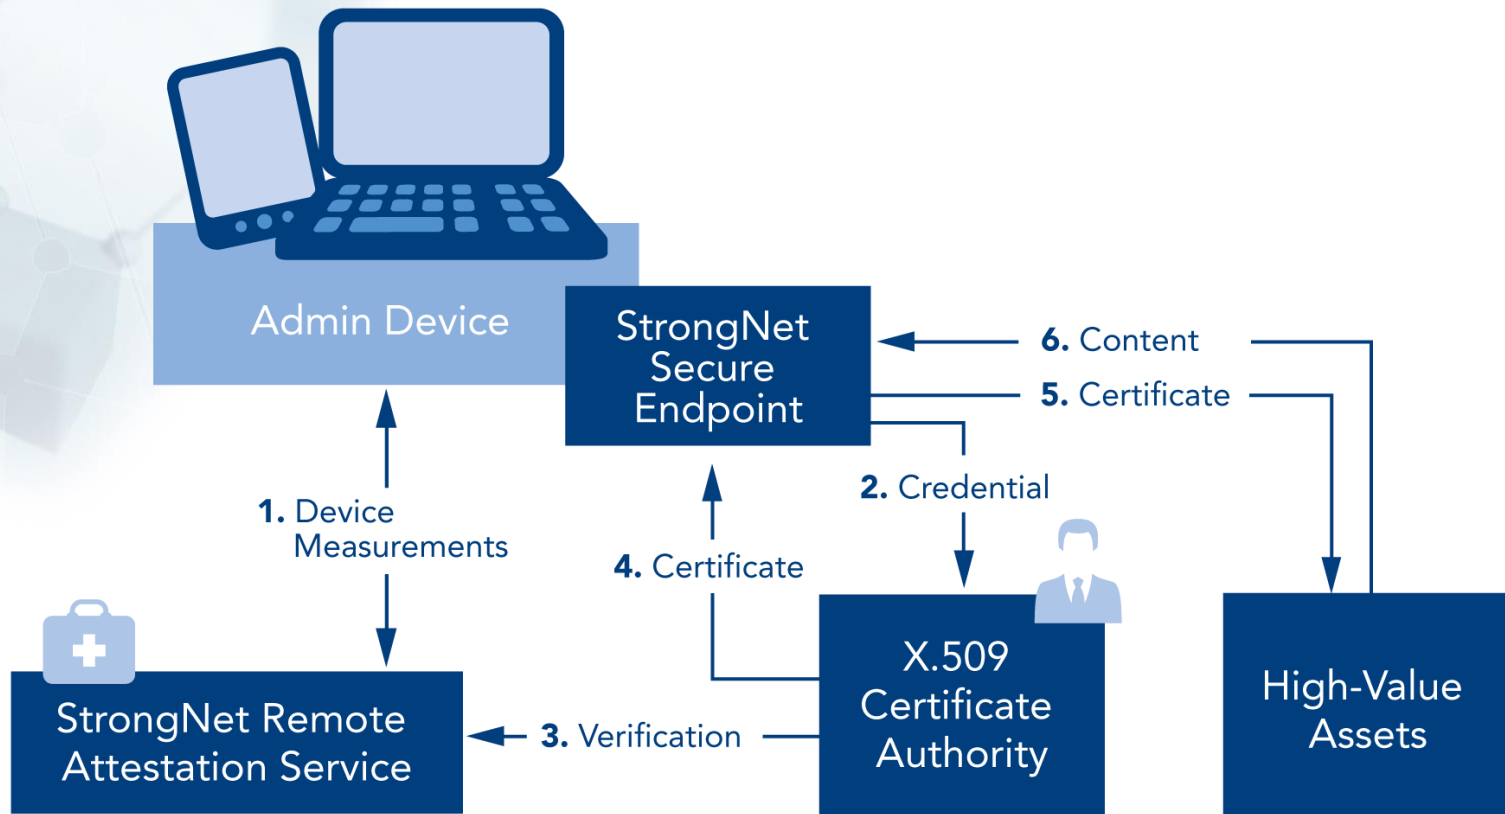 Admin Device
StrongNet
Secure
Endpoint
6. Content
5. Certificate
2. Credential
1. Device
Measurements
4. Certificate
X.509
Certificate
Authority
High-Value
Assets
StrongNet Remote
Attestation Service
3. Verification